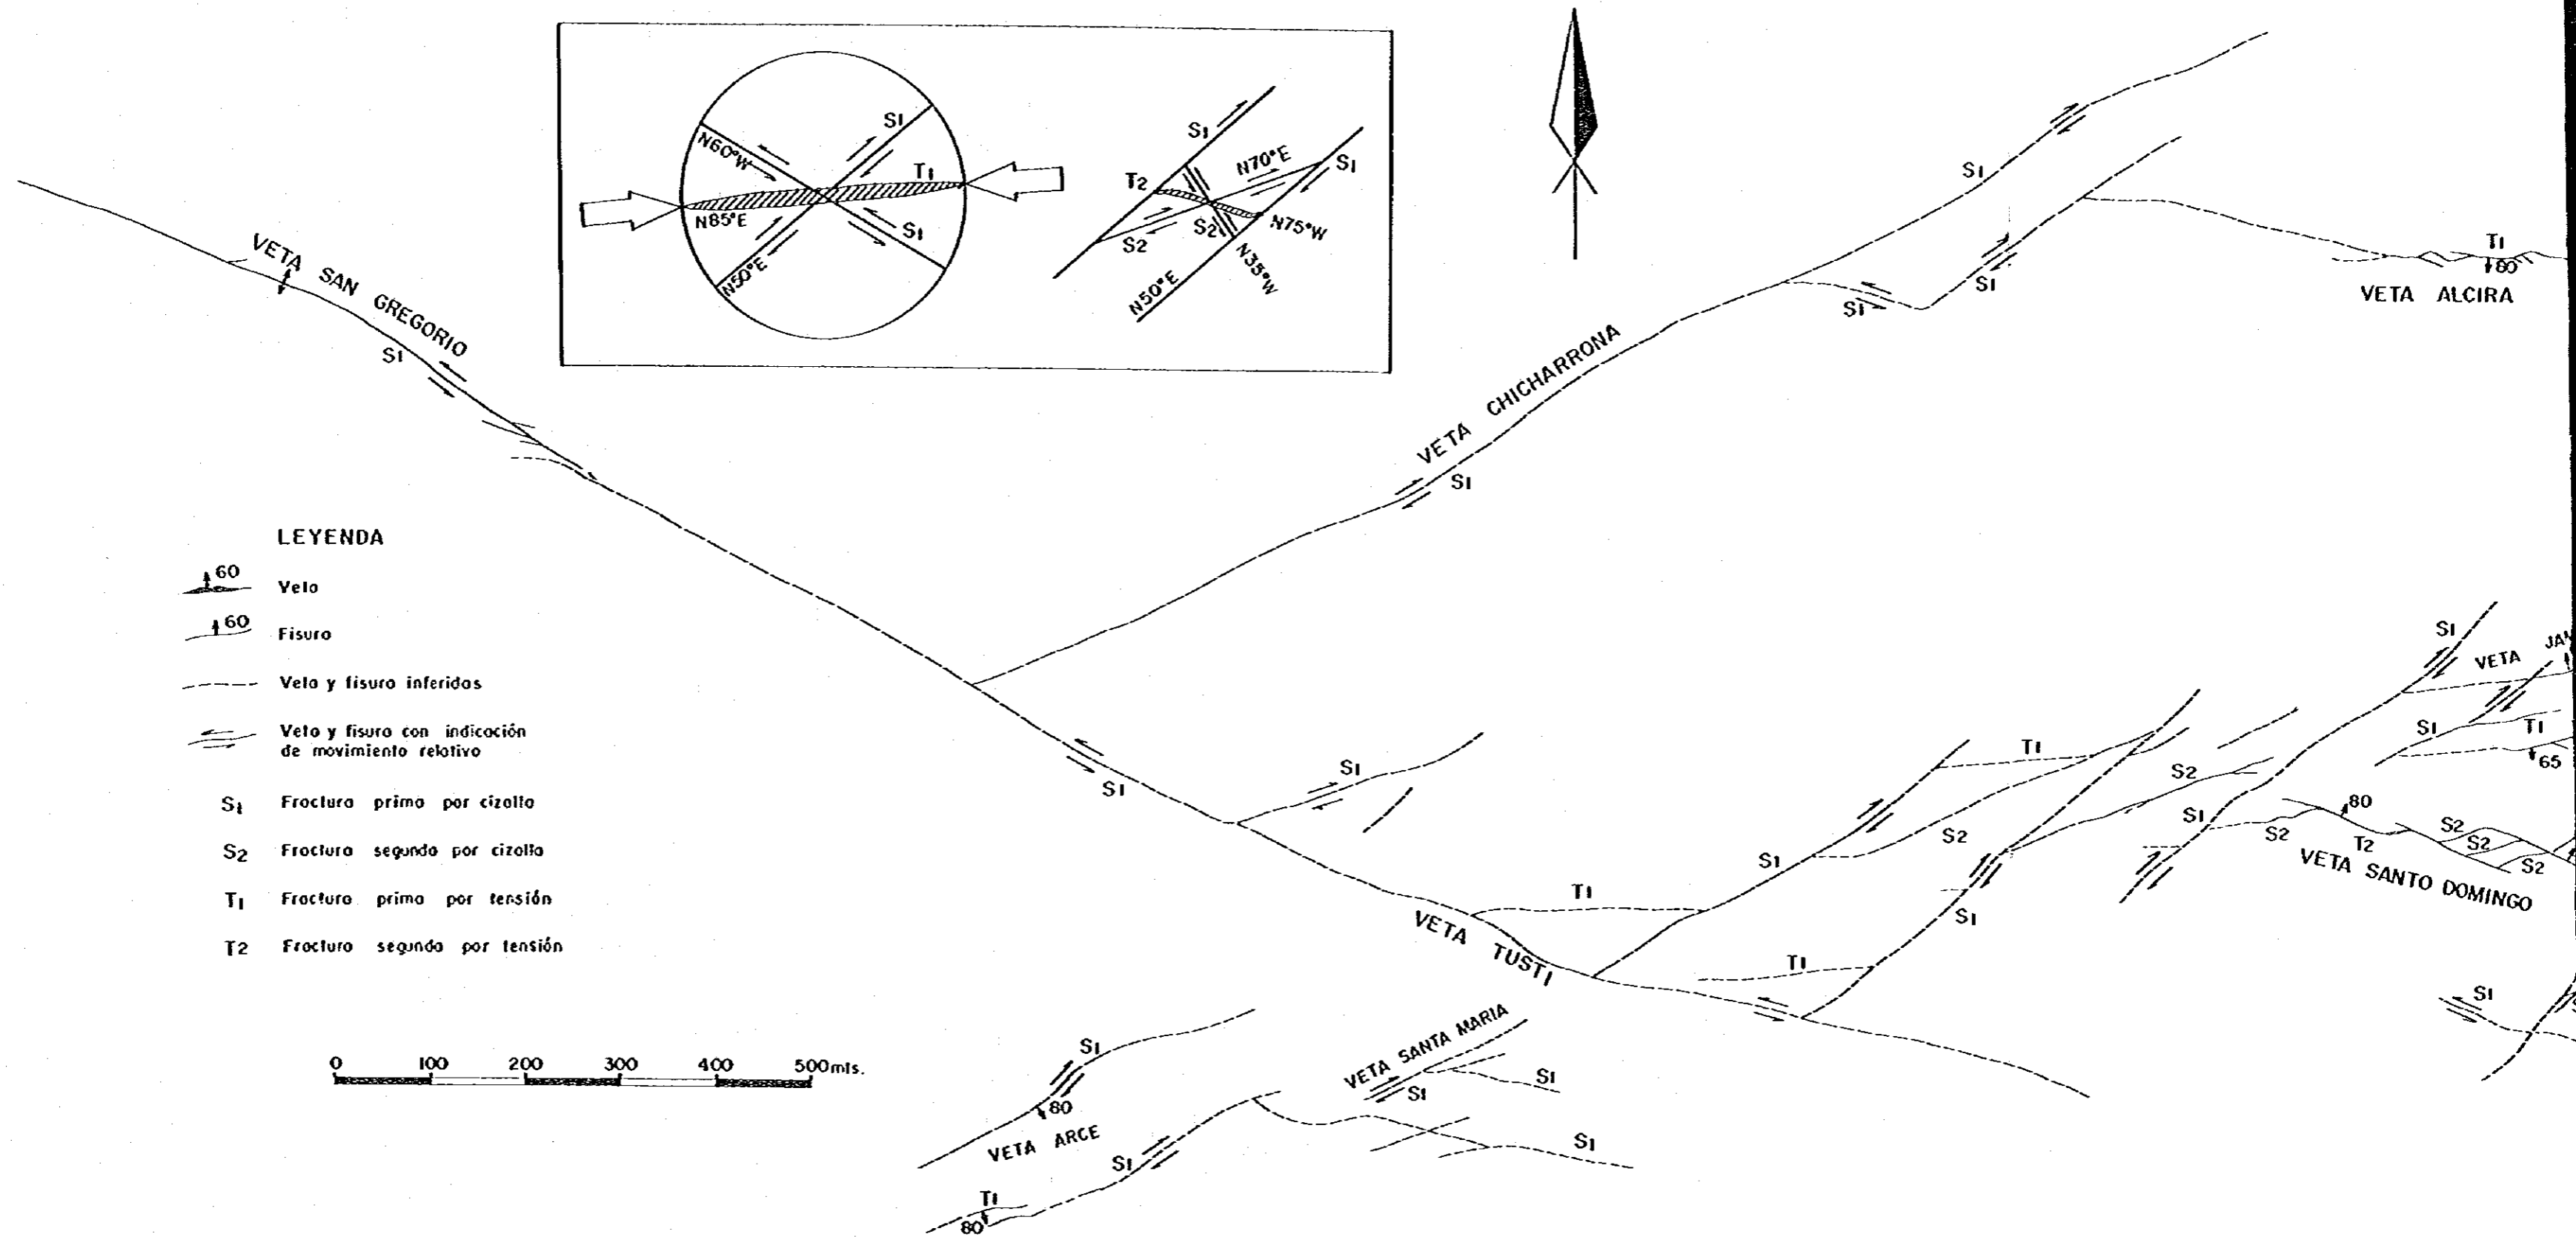 S1
N60°W
T1
N85°E
S1
N50°E
S1
N70°E
S1
T2
S2
S2
N75°W
N35°W
N50°E
VETA SAN GREGORIO
S1
S1
S1
S1
T1
80
VETA ALCIRA
VETA CHICHARRONA
S1
LEYENDA
60 Veta
60 Fisura
Veta y fisura inferidas
Veta y fisura con indicación
de movimiento relativo
S1 Fractura prima por cizalla
S2 Fractura segunda por cizalla
T1 Fractura prima por tensión
T2 Fractura segunda por tensión
0 100 200 300 400 500mts.
S1
S1
T1
VETA TUSTI
S1
T1
S2
S1
T1
S2
S1
S1
VETA JAN
S1
T1
65
S2
80
T2
S2
S2
S2
VETA SANTO DOMINGO
S1
S1
80
VETA ARCE
S1
T1
80
VETA SANTA MARIA
S1
S1
S1